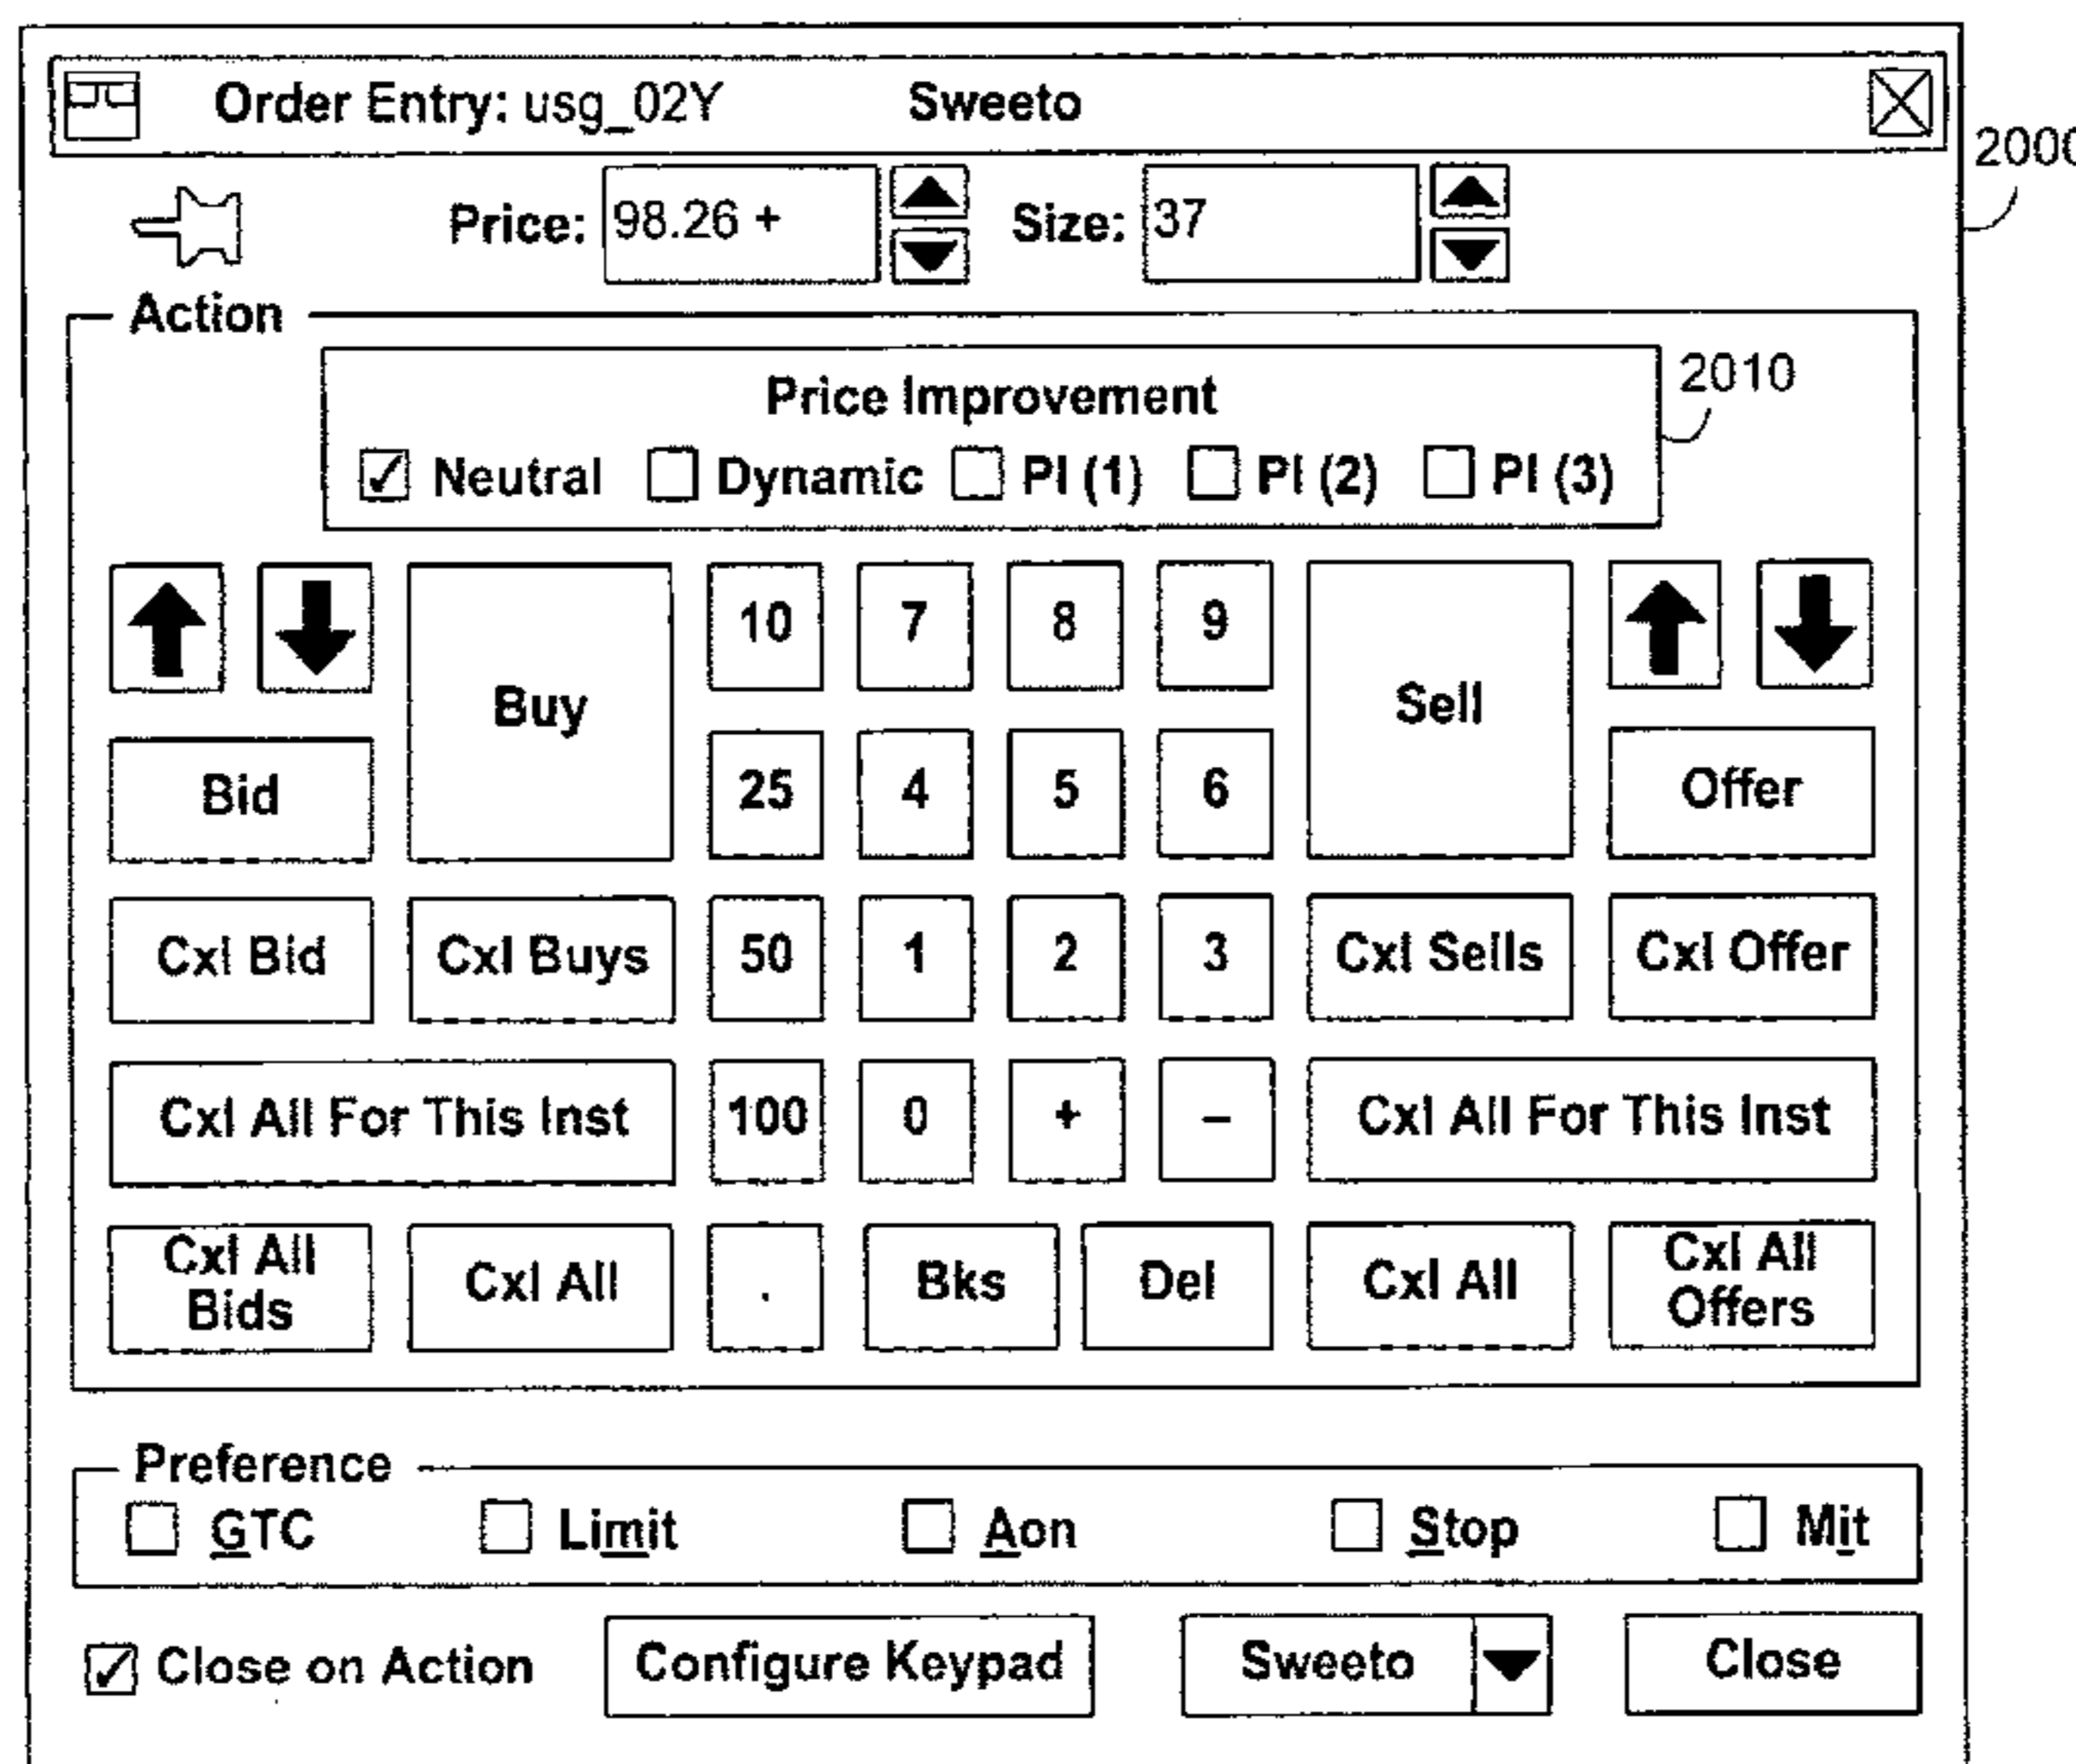 Order Entry: usg_02Y Sweeto
2000
Price: 98.26 + Size: 37
Action
2010
Price Improvement
✓ Neutral Dynamic PI (1) PI (2) PI (3)
Buy 10 7 8 9 Sell
Bid 25 4 5 6 Offer
Cxl Bid Cxl Buys 50 1 2 3 Cxl Sells Cxl Offer
Cxl All For This Inst 100 0 + – Cxl All For This Inst
Cxl All Bids Cxl All . Bks Del Cxl All Cxl All Offers
Preference
GTC Limit Aon Stop Mit
✓ Close on Action Configure Keypad Sweeto Close